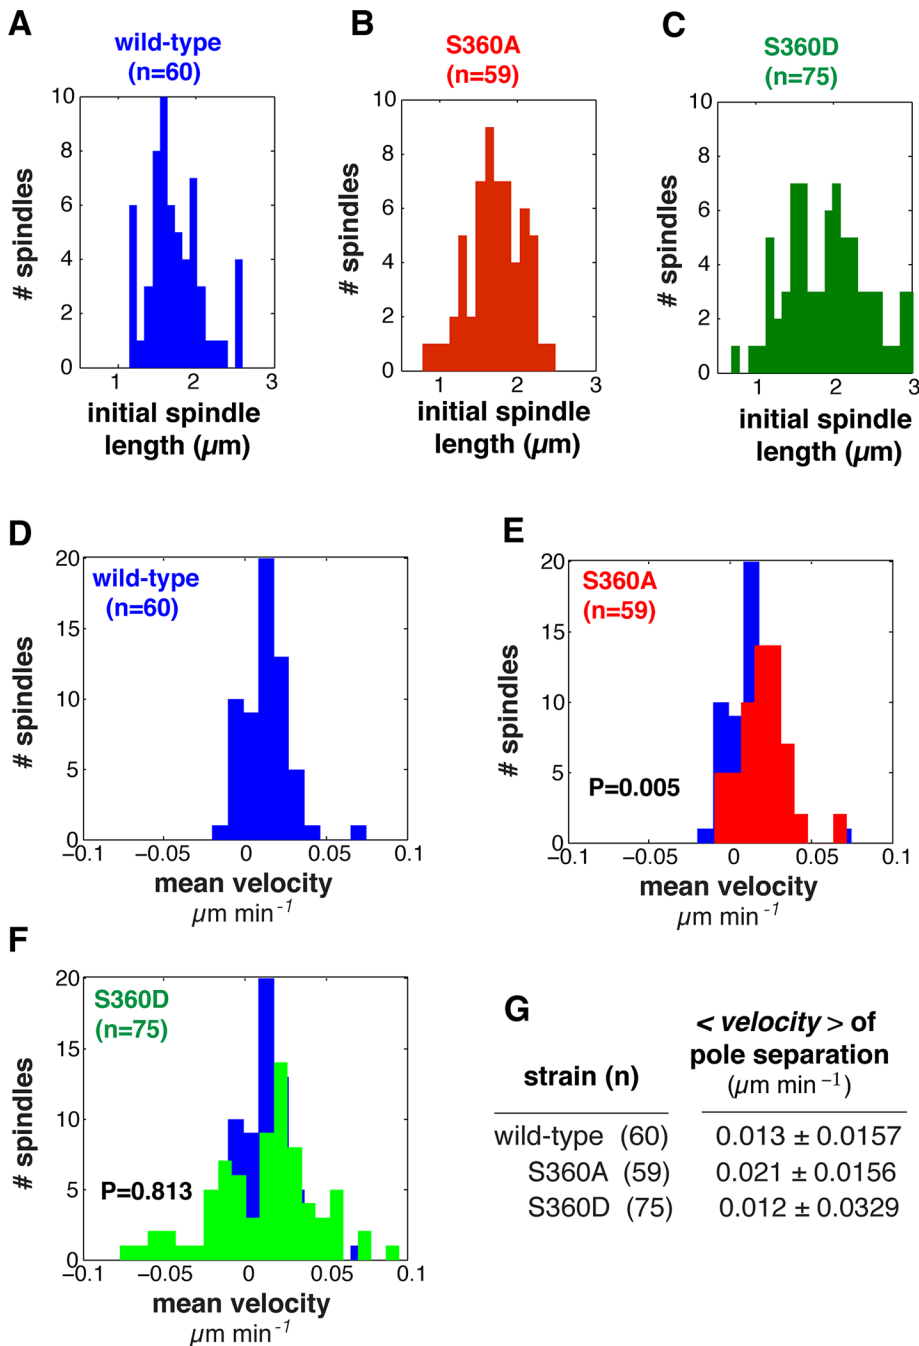 A
wild-type
(n=60)
10
8
6
4
2
0
1
2
3
# spindles
initial spindle
length (µm)
B
S360A
(n=59)
10
8
6
4
2
0
1
2
3
# spindles
initial spindle
length (µm)
C
S360D
(n=75)
10
8
6
4
2
0
1
2
3
# spindles
initial spindle
length (µm)
D
wild-type
(n=60)
20
15
10
5
0
−0.1
−0.05
0
0.05
0.1
# spindles
mean velocity
µm min -1
E
S360A
(n=59)
P=0.005
20
15
10
5
0
−0.1
−0.05
0
0.05
0.1
# spindles
mean velocity
µm min -1
F
S360D
(n=75)
P=0.813
20
15
10
5
0
−0.1
−0.05
0
0.05
0.1
# spindles
mean velocity
µm min -1
G
< velocity > of
pole separation
strain (n)
(µm min −1)
wild-type (60) 0.013 ± 0.0157
S360A (59) 0.021 ± 0.0156
S360D (75) 0.012 ± 0.0329